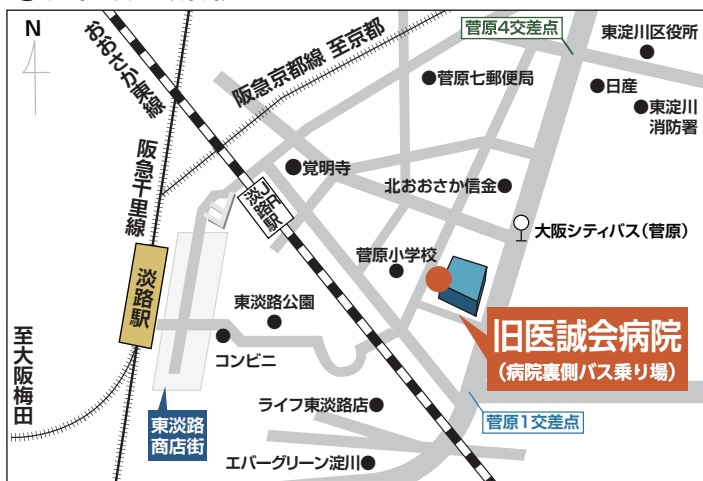 N
おおさか東線
阪急京都線 至京都
菅原4交差点
東淀川区役所
菅原七郵便局
日産
東淀川
消防署
阪急千里線
覚明寺
JR
淡路駅
北おおさか信金
大阪シティバス（菅原）
菅原小学校
淡路駅
東淡路公園
コンビニ
旧医誠会病院
（病院裏側バス乗り場）
至大阪梅田
東淡路
商店街
ライフ東淡路店
菅原1交差点
エバーグリーン淀川